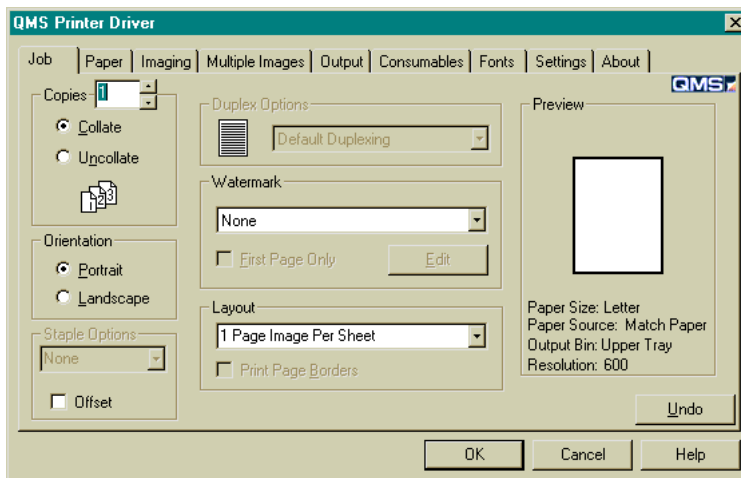 QMS Printer Driver
Job Paper Imaging Multiple Images Output Consumables Fonts Settings About
QMS
Copies 1
Collate
Uncollate
1 2 3
Orientation
Portrait
Landscape
Staple Options
None
Offset
Duplex Options
Default Duplexing
Watermark
None
First Page Only Edit
Layout
1 Page Image Per Sheet
Print Page Borders
Preview
Paper Size: Letter
Paper Source: Match Paper
Output Bin: Upper Tray
Resolution: 600
Undo
OK Cancel Help